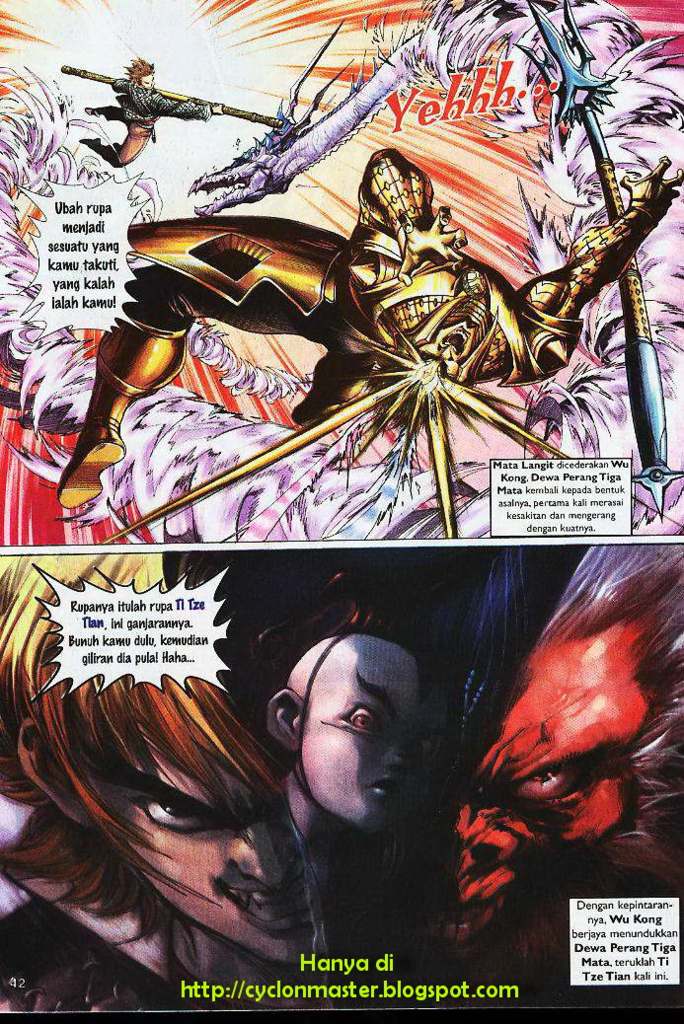 Yehhh...
Ubah rupa
menjadi
sesuatu yang
kamu takuti,
yang kalah
ialah kamu!
Mata Langit dicederakan Wu
Kong, Dewa Perang Tiga
Mata kembali kepada bentuk
asalnya, pertama kali merasai
kesakitan dan mengerang
dengan kuatnya.
Rupanya itulah rupa Ti Tze
Tian, ini ganjarannya.
Bunuh kamu dulu, kemudian
giliran dia pula! Haha...
Dengan kepintaran-
nya, Wu Kong
berjaya menundukkan
Dewa Perang Tiga
Mata, teruklah Ti
Tze Tian kali ini.
42
Hanya di
http://cyclonmaster.blogspot.com